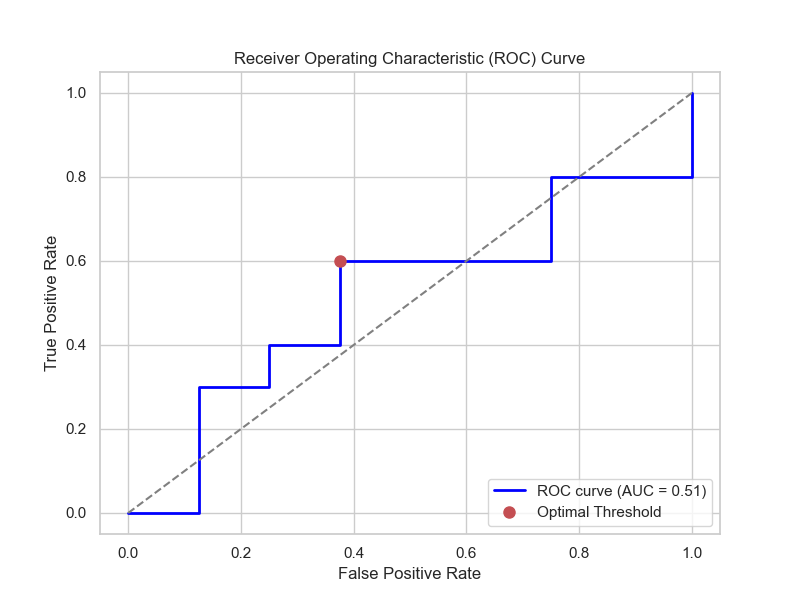 Receiver Operating Characteristic (ROC) Curve
True Positive Rate
1.0
0.8
0.6
0.4
0.2
0.0
0.0 0.2 0.4 0.6 0.8 1.0
False Positive Rate
ROC curve (AUC = 0.51)
Optimal Threshold